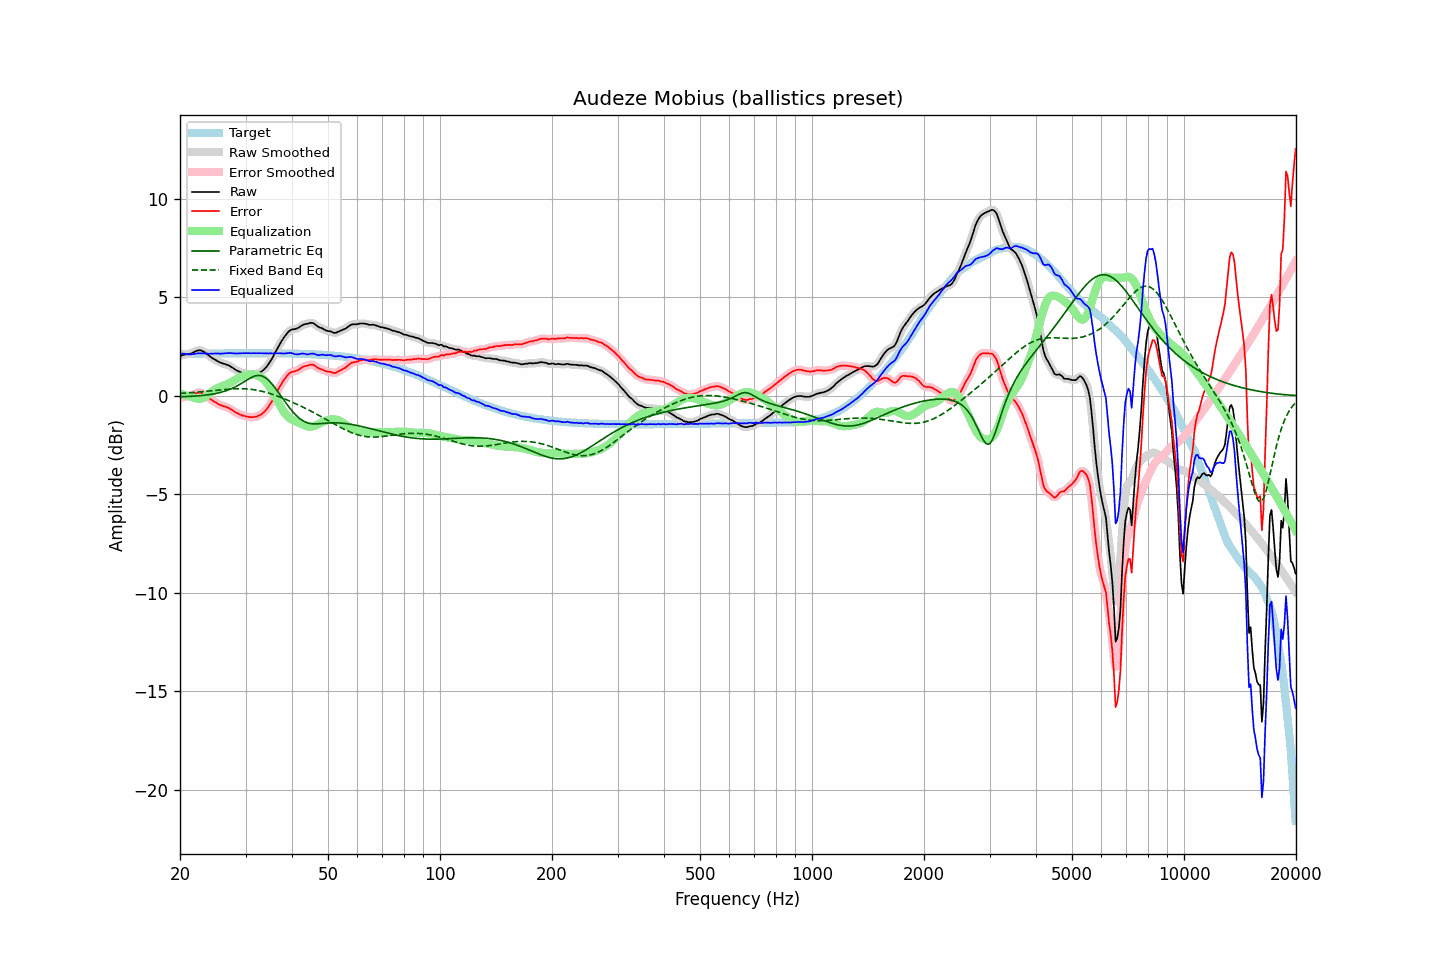 Audeze Mobius (ballistics preset)
Target
Raw Smoothed
Error Smoothed
Raw
Error
Equalization
Parametric Eq
Fixed Band Eq
Equalized
10
5
0
−5
−10
−15
−20
Amplitude (dBr)
20 50 100 200 500 1000 2000 5000 10000 20000
Frequency (Hz)